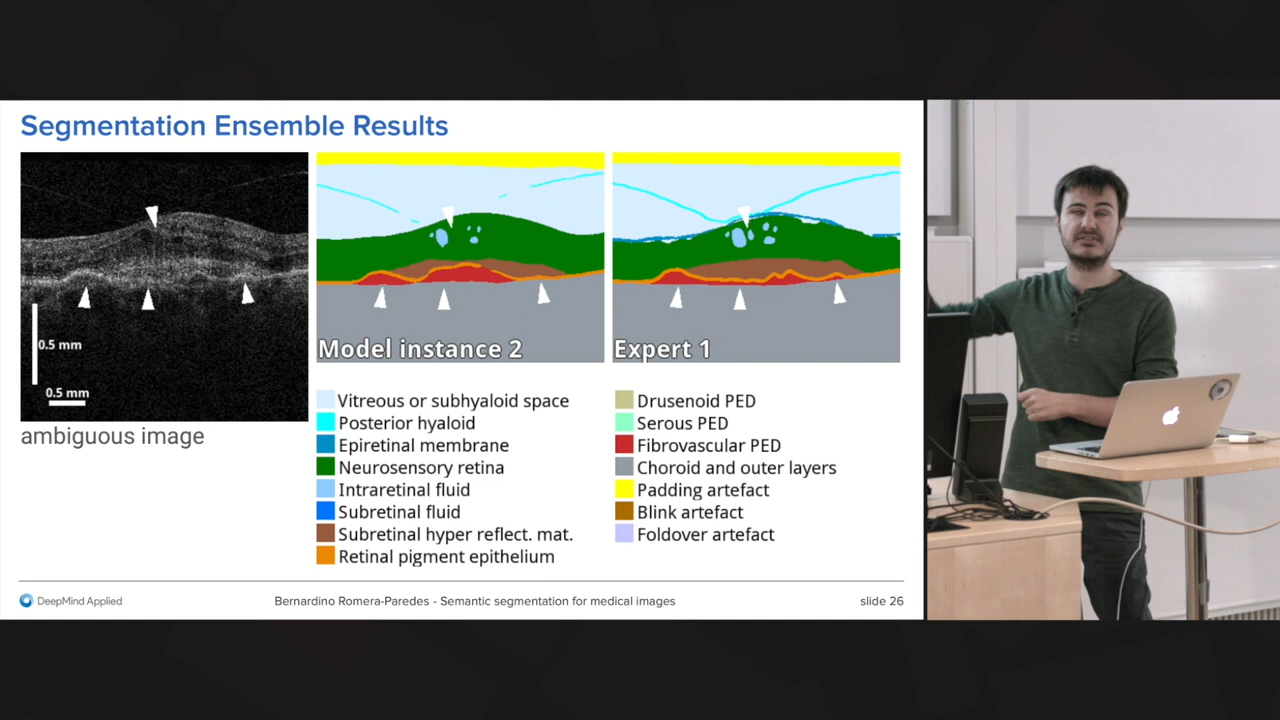 Segmentation Ensemble Results
0.5 mm
0.5 mm
ambiguous image
Model instance 2
Expert 1
Vitreous or subhyaloid space
Posterior hyaloid
Epiretinal membrane
Neurosensory retina
Intraretinal fluid
Subretinal fluid
Subretinal hyper reflect. mat.
Retinal pigment epithelium
Drusenoid PED
Serous PED
Fibrovascular PED
Choroid and outer layers
Padding artefact
Blink artefact
Foldover artefact
DeepMind Applied
Bernardino Romera-Paredes - Semantic segmentation for medical images
slide 26